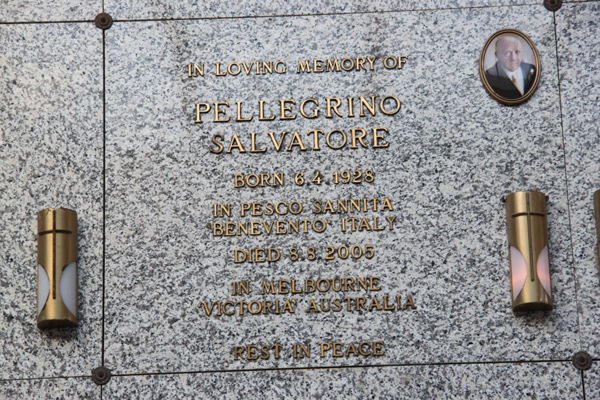 IN LOVING MEMORY OF
PELLEGRINO
SALVATORE
BORN 6.4.1928
IN PESCO SANNITA
'BENEVENTO' ITALY
DIED 8.8.2005
IN MELBOURNE
'VICTORIA' AUSTRALIA
REST IN PEACE